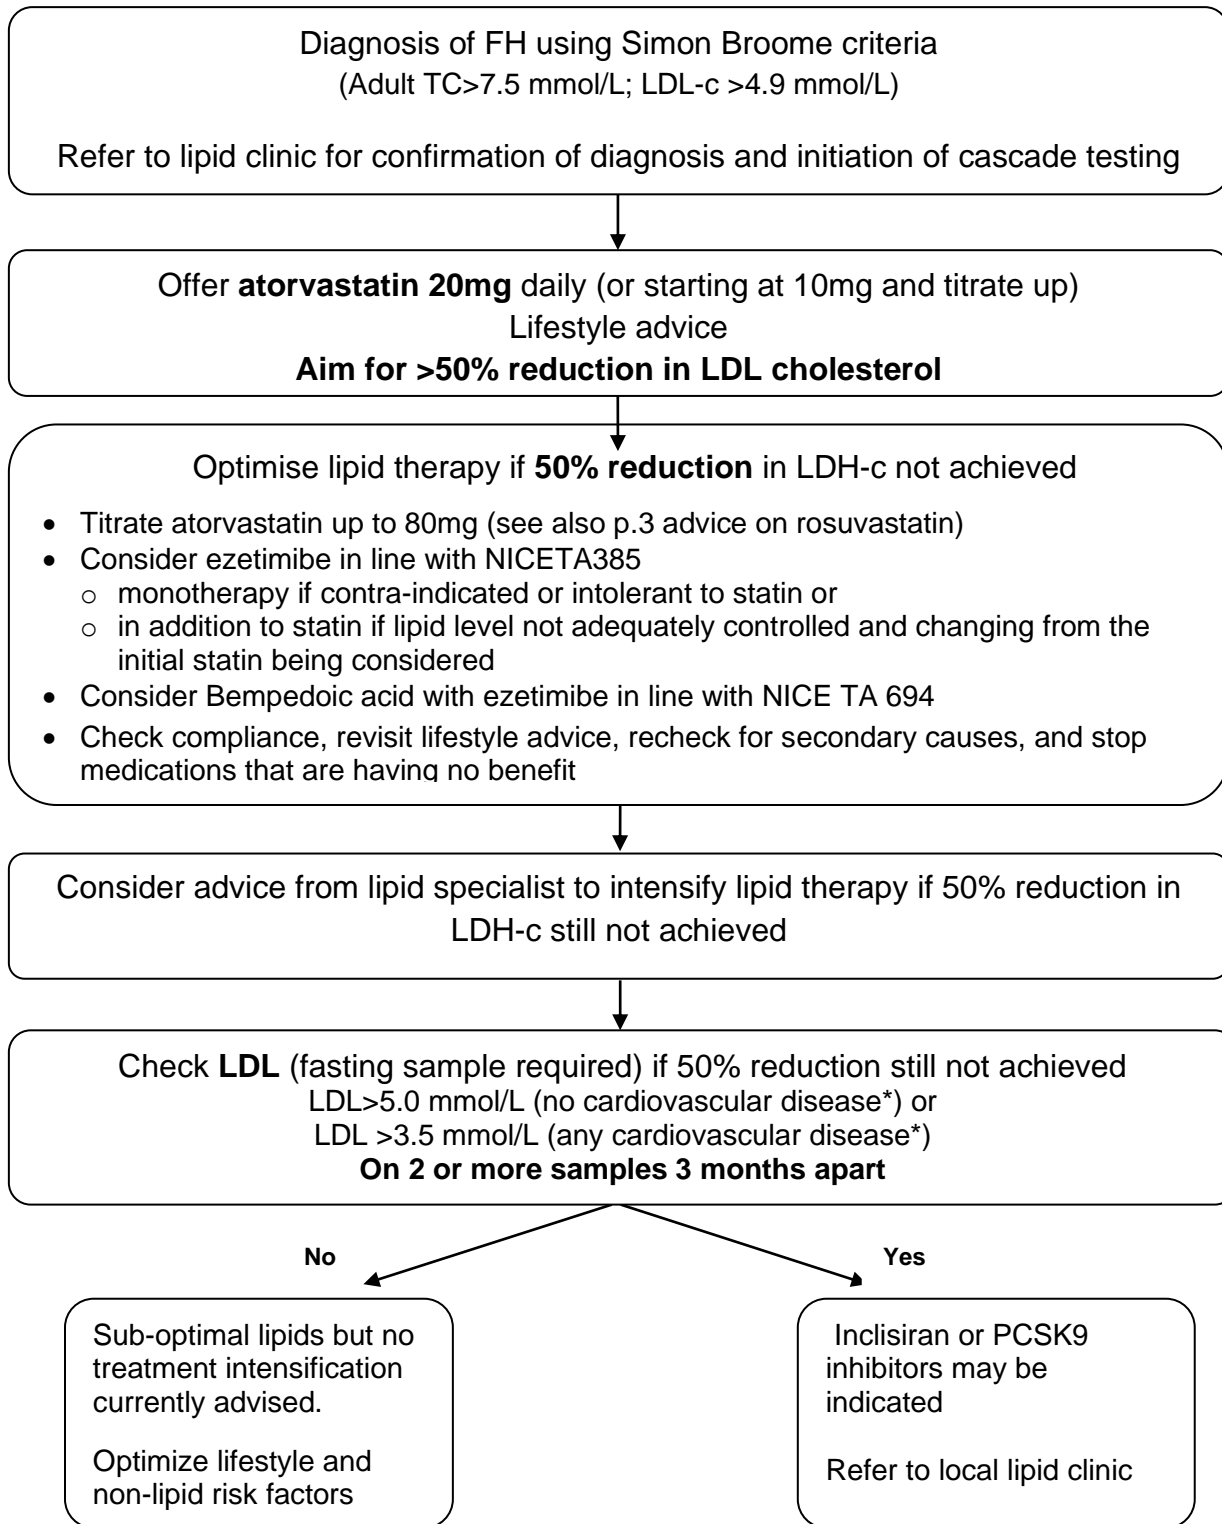 Diagnosis of FH using Simon Broome criteria
(Adult TC>7.5 mmol/L; LDL-c >4.9 mmol/L)
Refer to lipid clinic for confirmation of diagnosis and initiation of cascade testing
Offer atorvastatin 20mg daily (or starting at 10mg and titrate up)
Lifestyle advice
Aim for >50% reduction in LDL cholesterol
Optimise lipid therapy if 50% reduction in LDH-c not achieved
• Titrate atorvastatin up to 80mg (see also p.3 advice on rosuvastatin)
• Consider ezetimibe in line with NICETA385
o monotherapy if contra-indicated or intolerant to statin or
o in addition to statin if lipid level not adequately controlled and changing from the
initial statin being considered
• Consider Bempedoic acid with ezetimibe in line with NICE TA 694
• Check compliance, revisit lifestyle advice, recheck for secondary causes, and stop
medications that are having no benefit
Consider advice from lipid specialist to intensify lipid therapy if 50% reduction in
LDH-c still not achieved
Check LDL (fasting sample required) if 50% reduction still not achieved
LDL>5.0 mmol/L (no cardiovascular disease*) or
LDL >3.5 mmol/L (any cardiovascular disease*)
On 2 or more samples 3 months apart
No
Yes
Sub-optimal lipids but no
treatment intensification
currently advised.
Optimize lifestyle and
non-lipid risk factors
Inclisiran or PCSK9
inhibitors may be
indicated
Refer to local lipid clinic